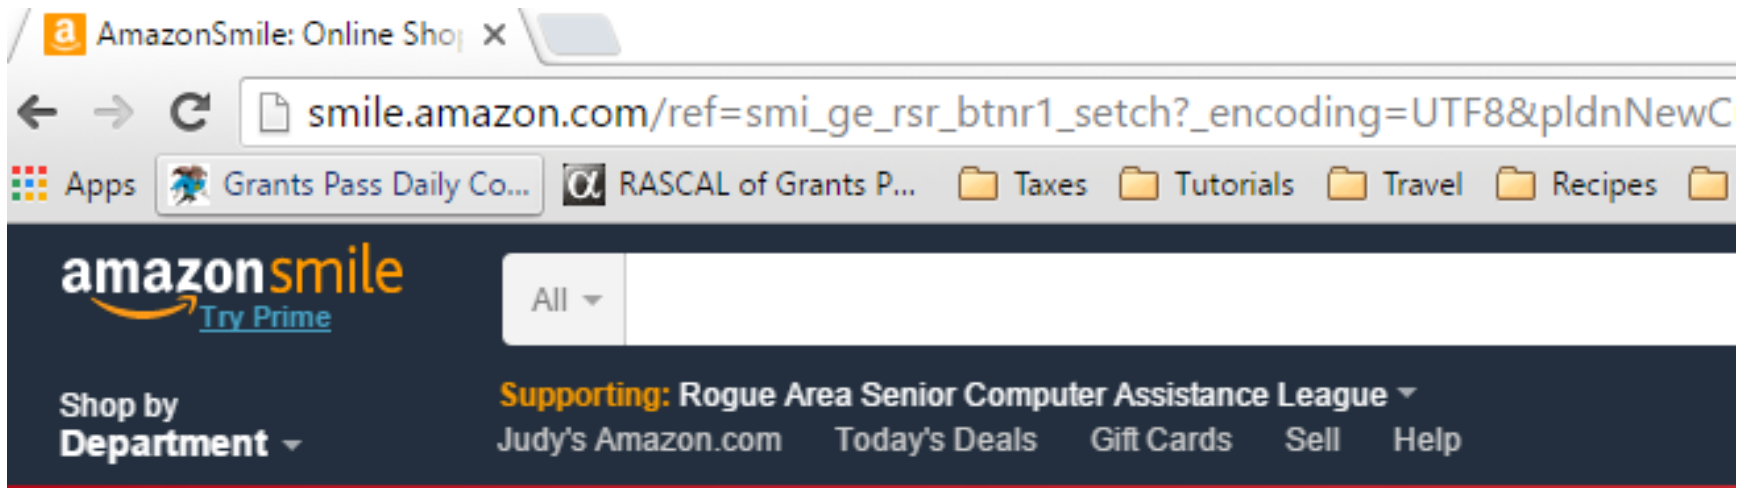 AmazonSmile: Online Shop
smile.amazon.com/ref=smi_ge_rsr_btnr1_setch?_encoding=UTF8&pldnNewC
Apps Grants Pass Daily Co... RASCAL of Grants P... Taxes Tutorials Travel Recipes
amazonsmile
Try Prime
All
Shop by
Department
Supporting: Rogue Area Senior Computer Assistance League
Judy's Amazon.com Today's Deals Gift Cards Sell Help